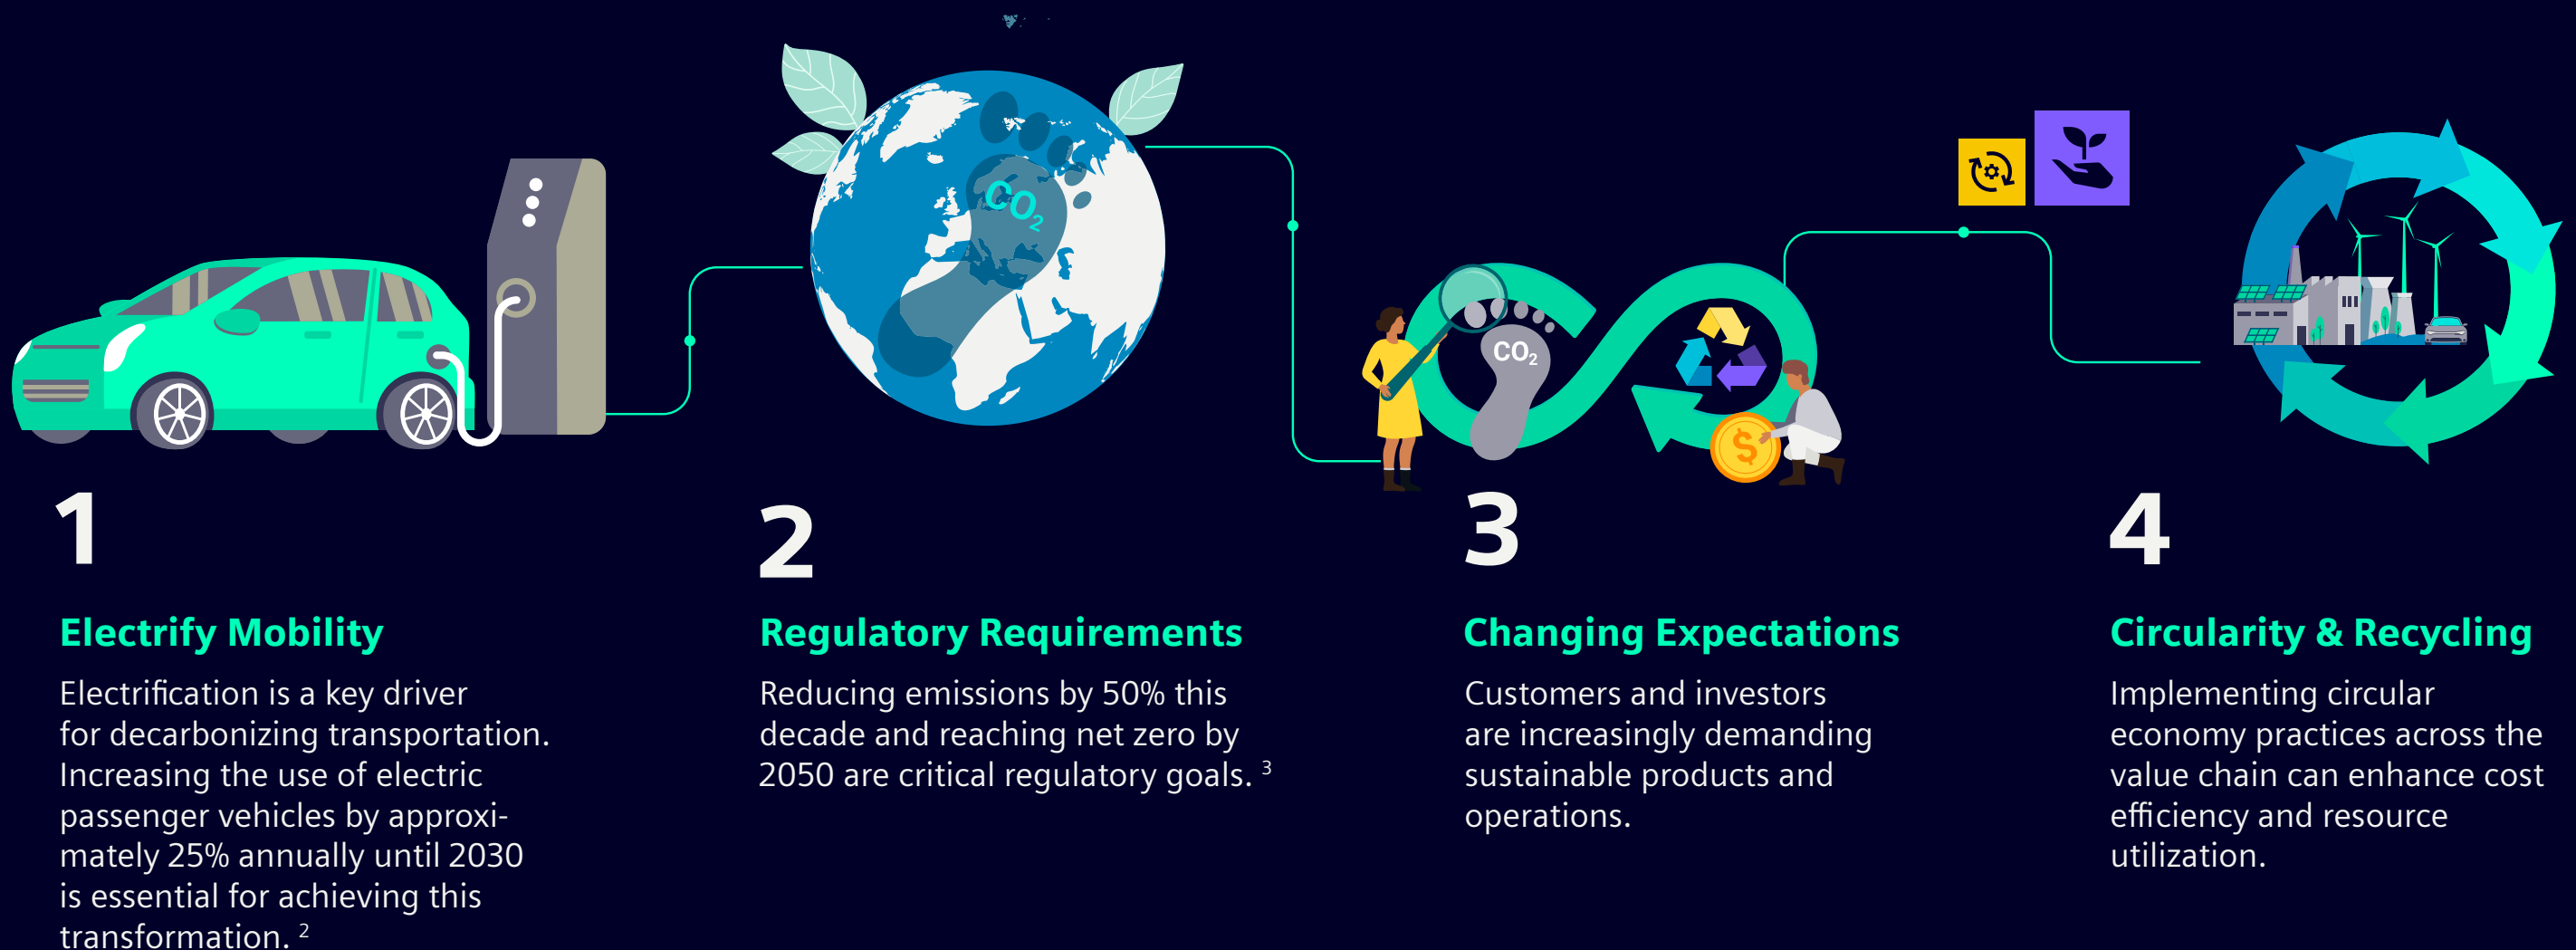 CO₂
CO₂
$
1
Electrify Mobility
Electrification is a key driver
for decarbonizing transportation.
Increasing the use of electric
passenger vehicles by approxi-
mately 25% annually until 2030
is essential for achieving this
transformation. ²
2
Regulatory Requirements
Reducing emissions by 50% this
decade and reaching net zero by
2050 are critical regulatory goals. ³
3
Changing Expectations
Customers and investors
are increasingly demanding
sustainable products and
operations.
4
Circularity & Recycling
Implementing circular
economy practices across the
value chain can enhance cost
efficiency and resource
utilization.